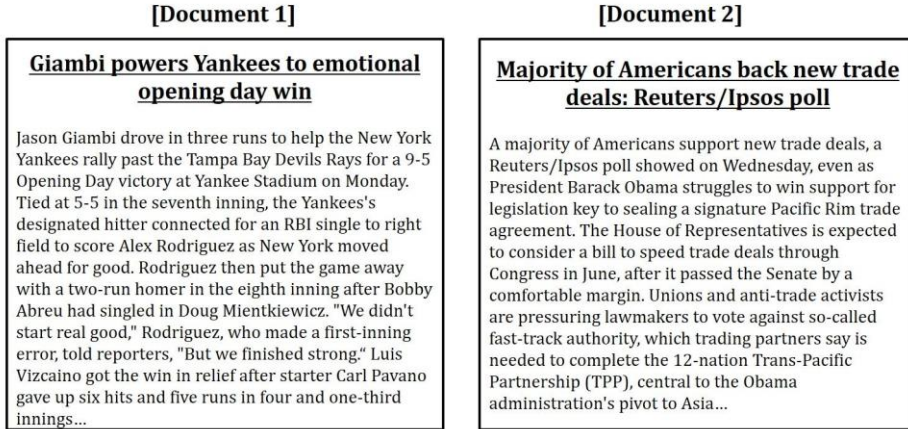 [Document 1]
Giambi powers Yankees to emotional
opening day win
Jason Giambi drove in three runs to help the New York
Yankees rally past the Tampa Bay Devils Rays for a 9-5
Opening Day victory at Yankee Stadium on Monday.
Tied at 5-5 in the seventh inning, the Yankees's
designated hitter connected for an RBI single to right
field to score Alex Rodriguez as New York moved
ahead for good. Rodriguez then put the game away
with a two-run homer in the eighth inning after Bobby
Abreu had singled in Doug Mientkiewicz. "We didn't
start real good," Rodriguez, who made a first-inning
error, told reporters, "But we finished strong.“ Luis
Vizcaino got the win in relief after starter Carl Pavano
gave up six hits and five runs in four and one-third
innings…
[Document 2]
Majority of Americans back new trade
deals: Reuters/Ipsos poll
A majority of Americans support new trade deals, a
Reuters/Ipsos poll showed on Wednesday, even as
President Barack Obama struggles to win support for
legislation key to sealing a signature Pacific Rim trade
agreement. The House of Representatives is expected
to consider a bill to speed trade deals through
Congress in June, after it passed the Senate by a
comfortable margin. Unions and anti-trade activists
are pressuring lawmakers to vote against so-called
fast-track authority, which trading partners say is
needed to complete the 12-nation Trans-Pacific
Partnership (TPP), central to the Obama
administration's pivot to Asia…